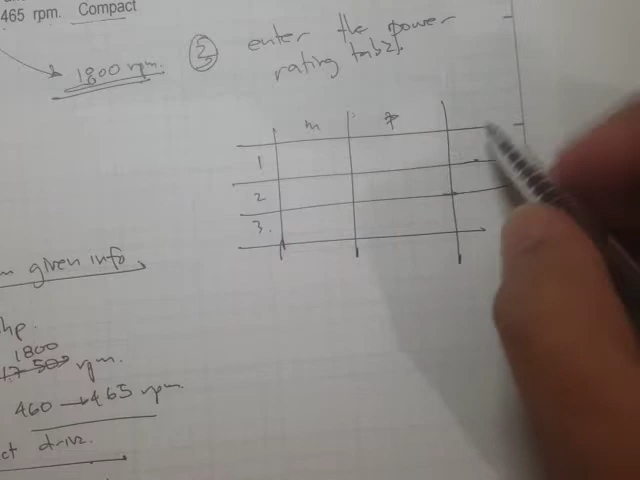 465 rpm. Compact
1800 rpm.
② enter the power
rating table.
m P
1
2
3.
m given info
hp.
1800
1750 rpm.
460 → 465 rpm
ct drive.